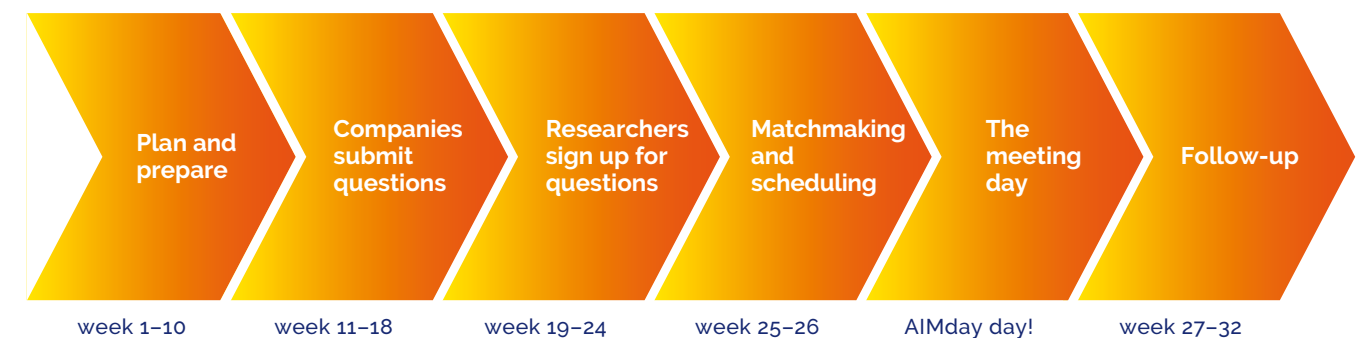 Plan and
prepare
Companies
submit
questions
Researchers
sign up for
questions
Matchmaking
and
scheduling
The
meeting
day
Follow-up
week 1–10
week 11–18
week 19–24
week 25–26
AIMday day!
week 27–32